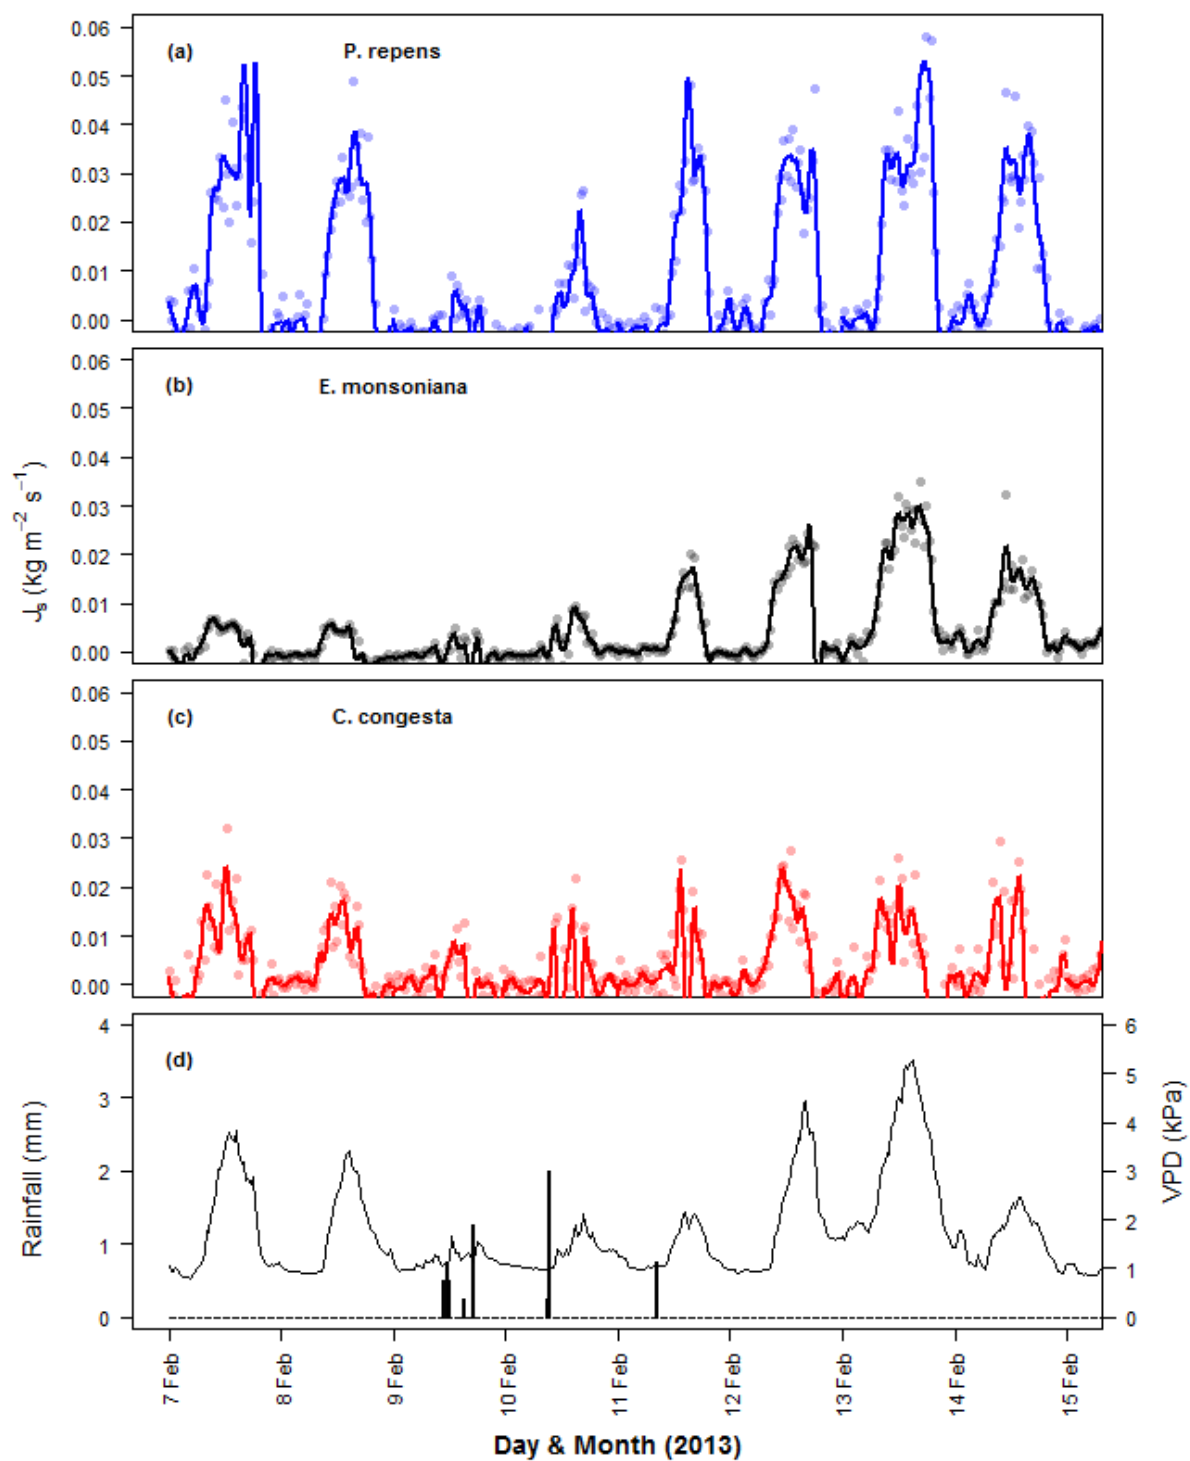 (a) P. repens
0.06
0.05
0.04
0.03
0.02
0.01
0.00
(b) E. monsoniana
0.06
0.05
0.04
0.03
0.02
0.01
0.00
Js (kg m−2 s−1)
(c) C. congesta
0.06
0.05
0.04
0.03
0.02
0.01
0.00
(d)
4
3
2
1
0
Rainfall (mm)
6
5
4
3
2
1
0
VPD (kPa)
7 Feb
8 Feb
9 Feb
10 Feb
11 Feb
12 Feb
13 Feb
14 Feb
15 Feb
Day & Month (2013)